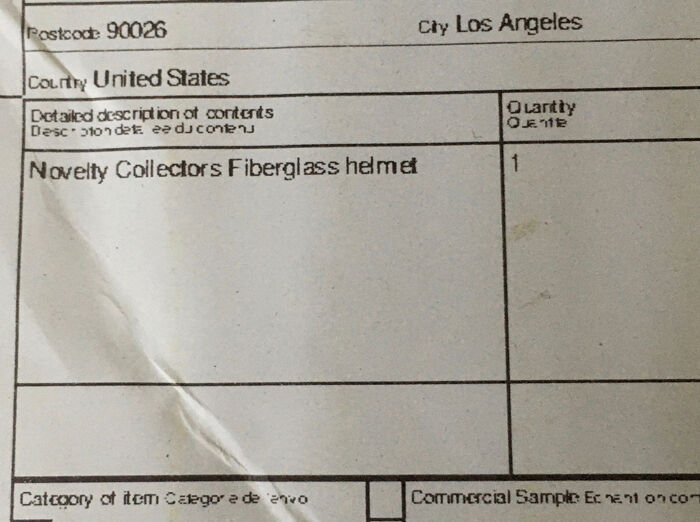 Postcode 90026 City Los Angeles
Country United States
Detailed description of contents Quantity
Novelty Collectors Fiberglass helmet 1
Category of item
Commercial Sample